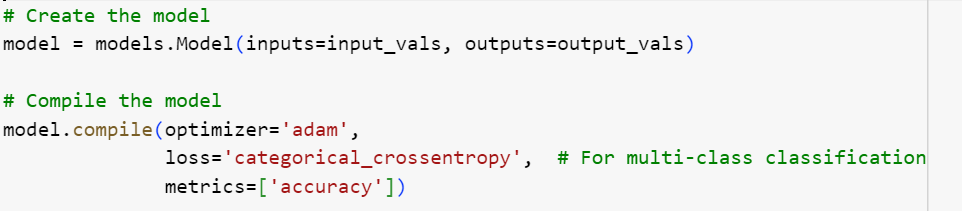 # Create the model
model = models.Model(inputs=input_vals, outputs=output_vals)
# Compile the model
model.compile(optimizer='adam',
loss='categorical_crossentropy',  # For multi-class classification
metrics=['accuracy'])